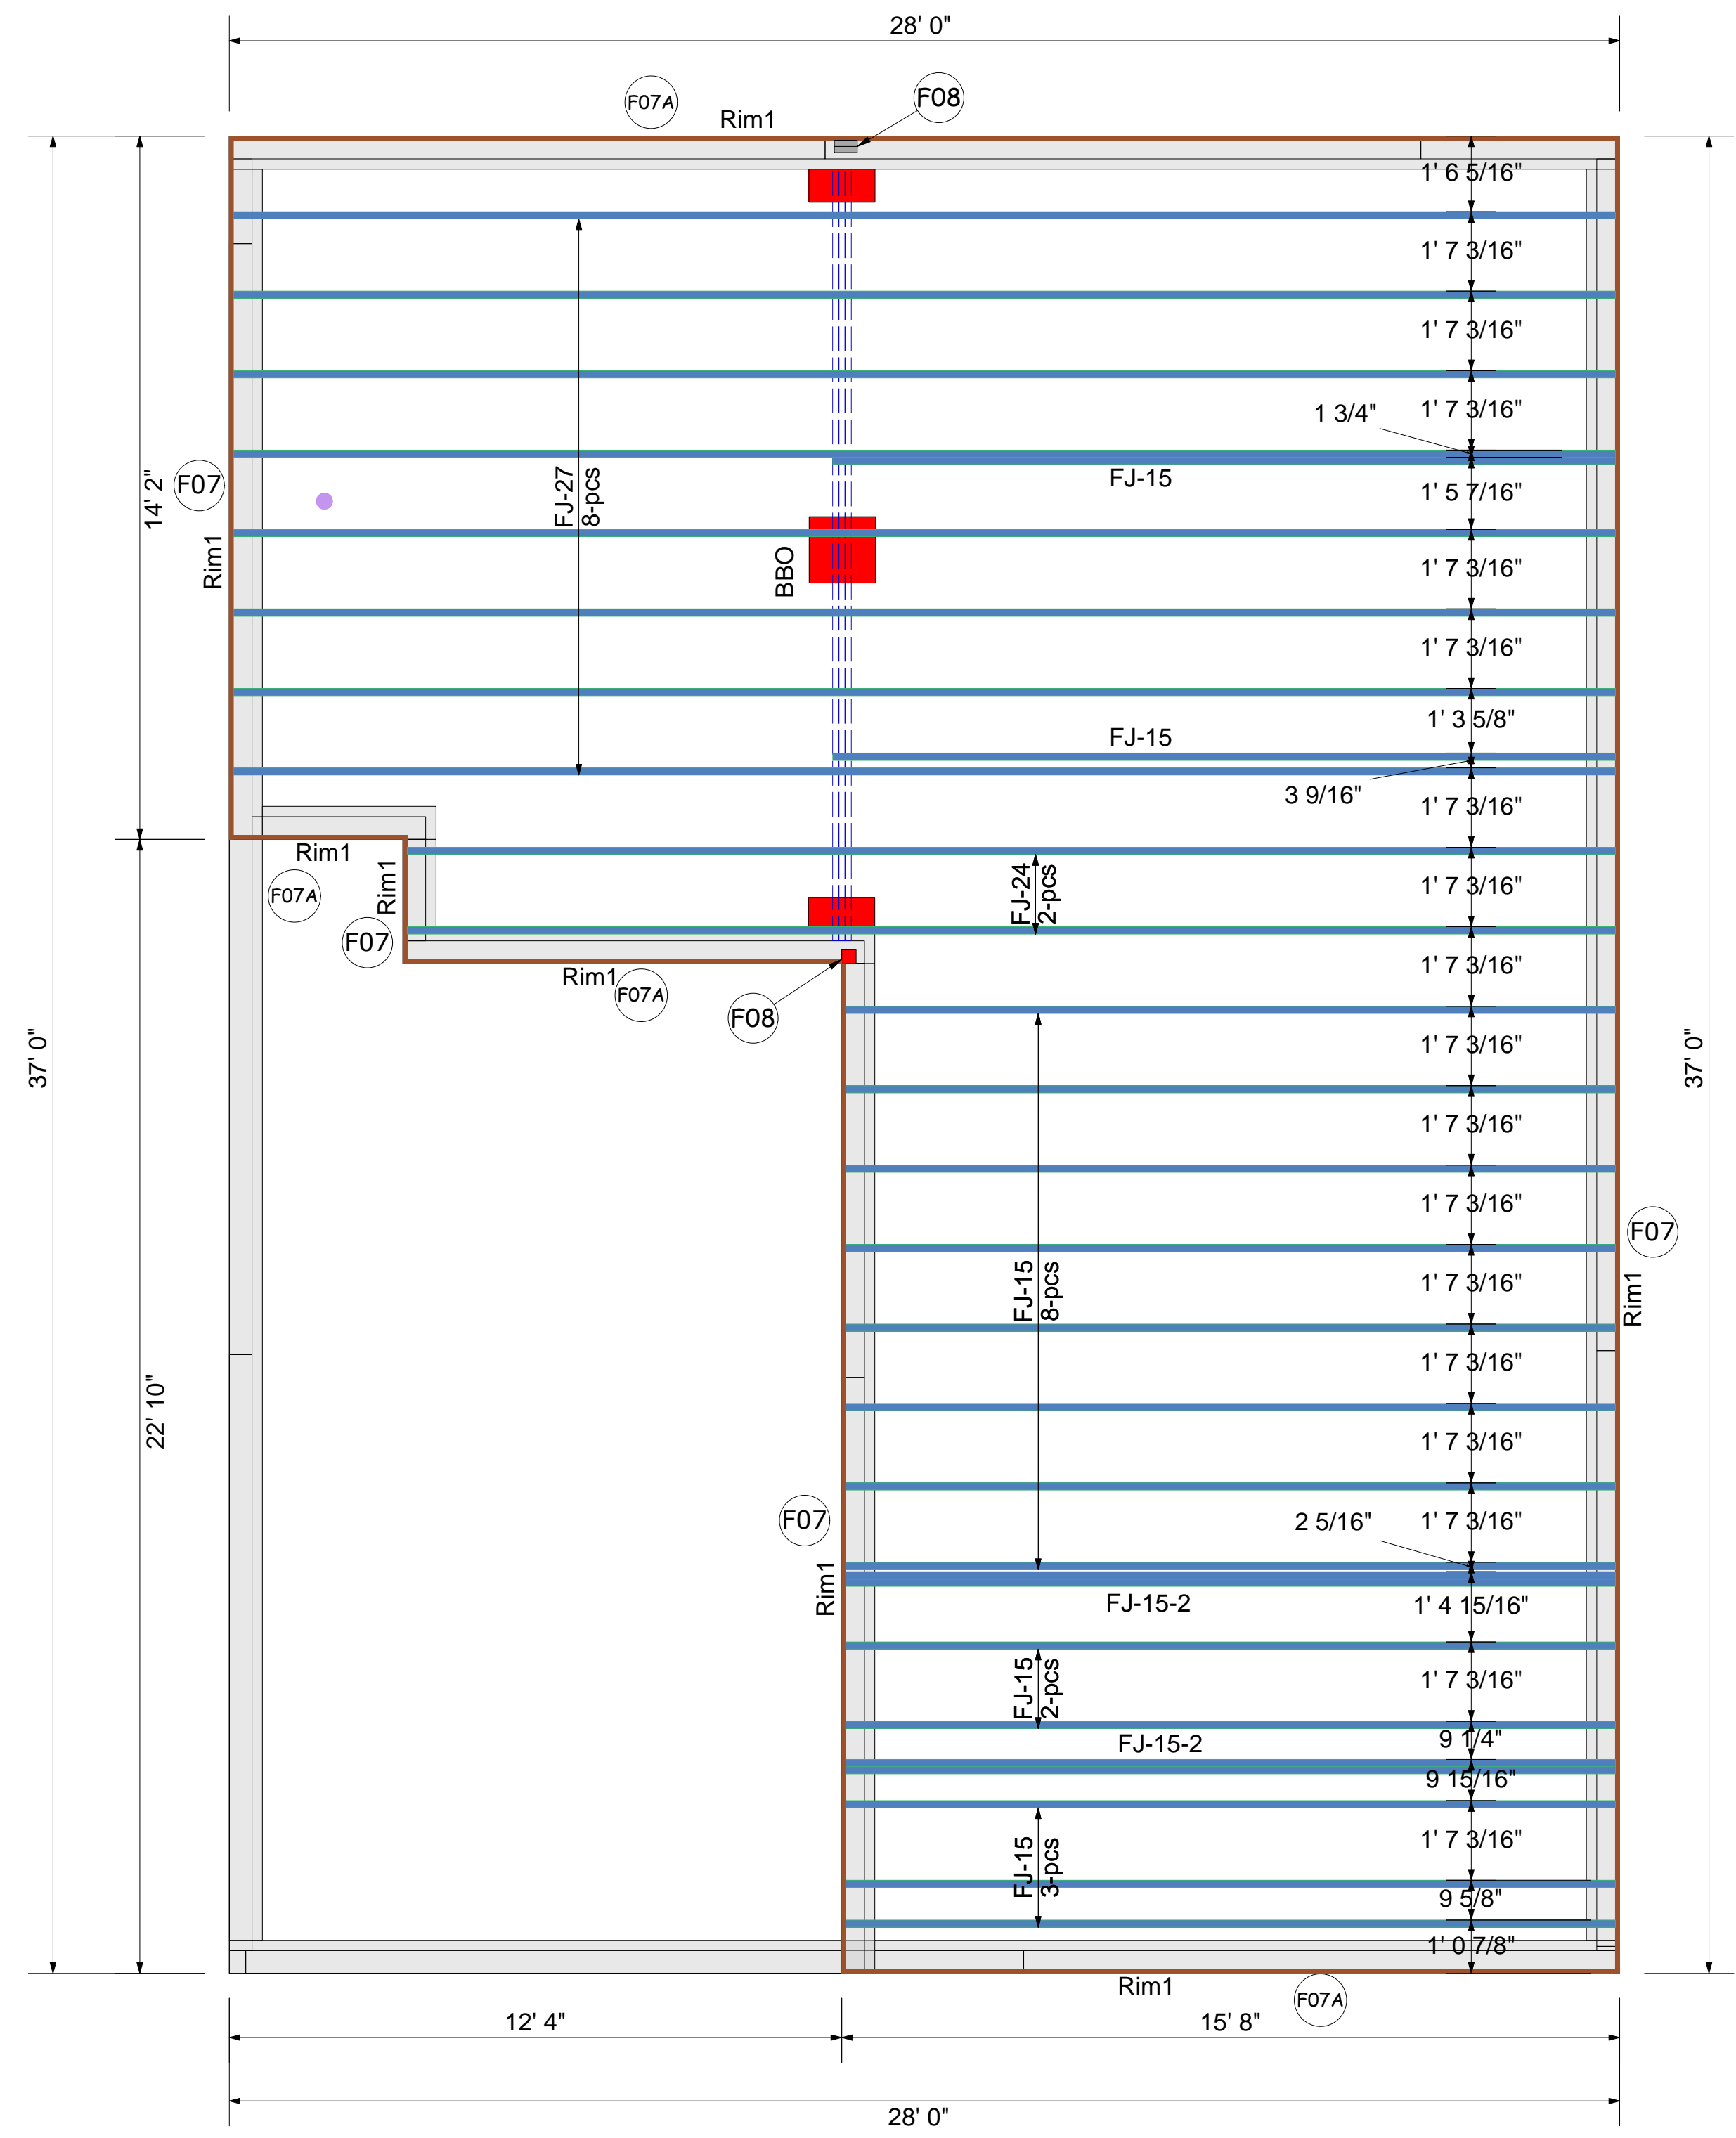 28' 0"
F07A
F08
Rim1
1' 6 5/16"
1' 7 3/16"
1' 7 3/16"
1 3/4"
1' 7 3/16"
FJ-15
14' 2"
F07
FJ-27
8-pcs
1' 5 7/16"
Rim1
BBO
1' 7 3/16"
1' 7 3/16"
1' 3 5/8"
FJ-15
3 9/16"
1' 7 3/16"
Rim1
Rim1
F07A
FJ-24
2-pcs
1' 7 3/16"
F07
Rim1
F07A
1' 7 3/16"
F08
37' 0"
37' 0"
1' 7 3/16"
1' 7 3/16"
1' 7 3/16"
F07
FJ-15
8-pcs
1' 7 3/16"
Rim1
1' 7 3/16"
22' 10"
1' 7 3/16"
F07
2 5/16"
1' 7 3/16"
Rim1
FJ-15-2
1' 4 15/16"
FJ-15
2-pcs
1' 7 3/16"
FJ-15-2
9 1/4"
9 15/16"
FJ-15
3-pcs
1' 7 3/16"
9 5/8"
1' 0 7/8"
Rim1
F07A
12' 4"
15' 8"
28' 0"